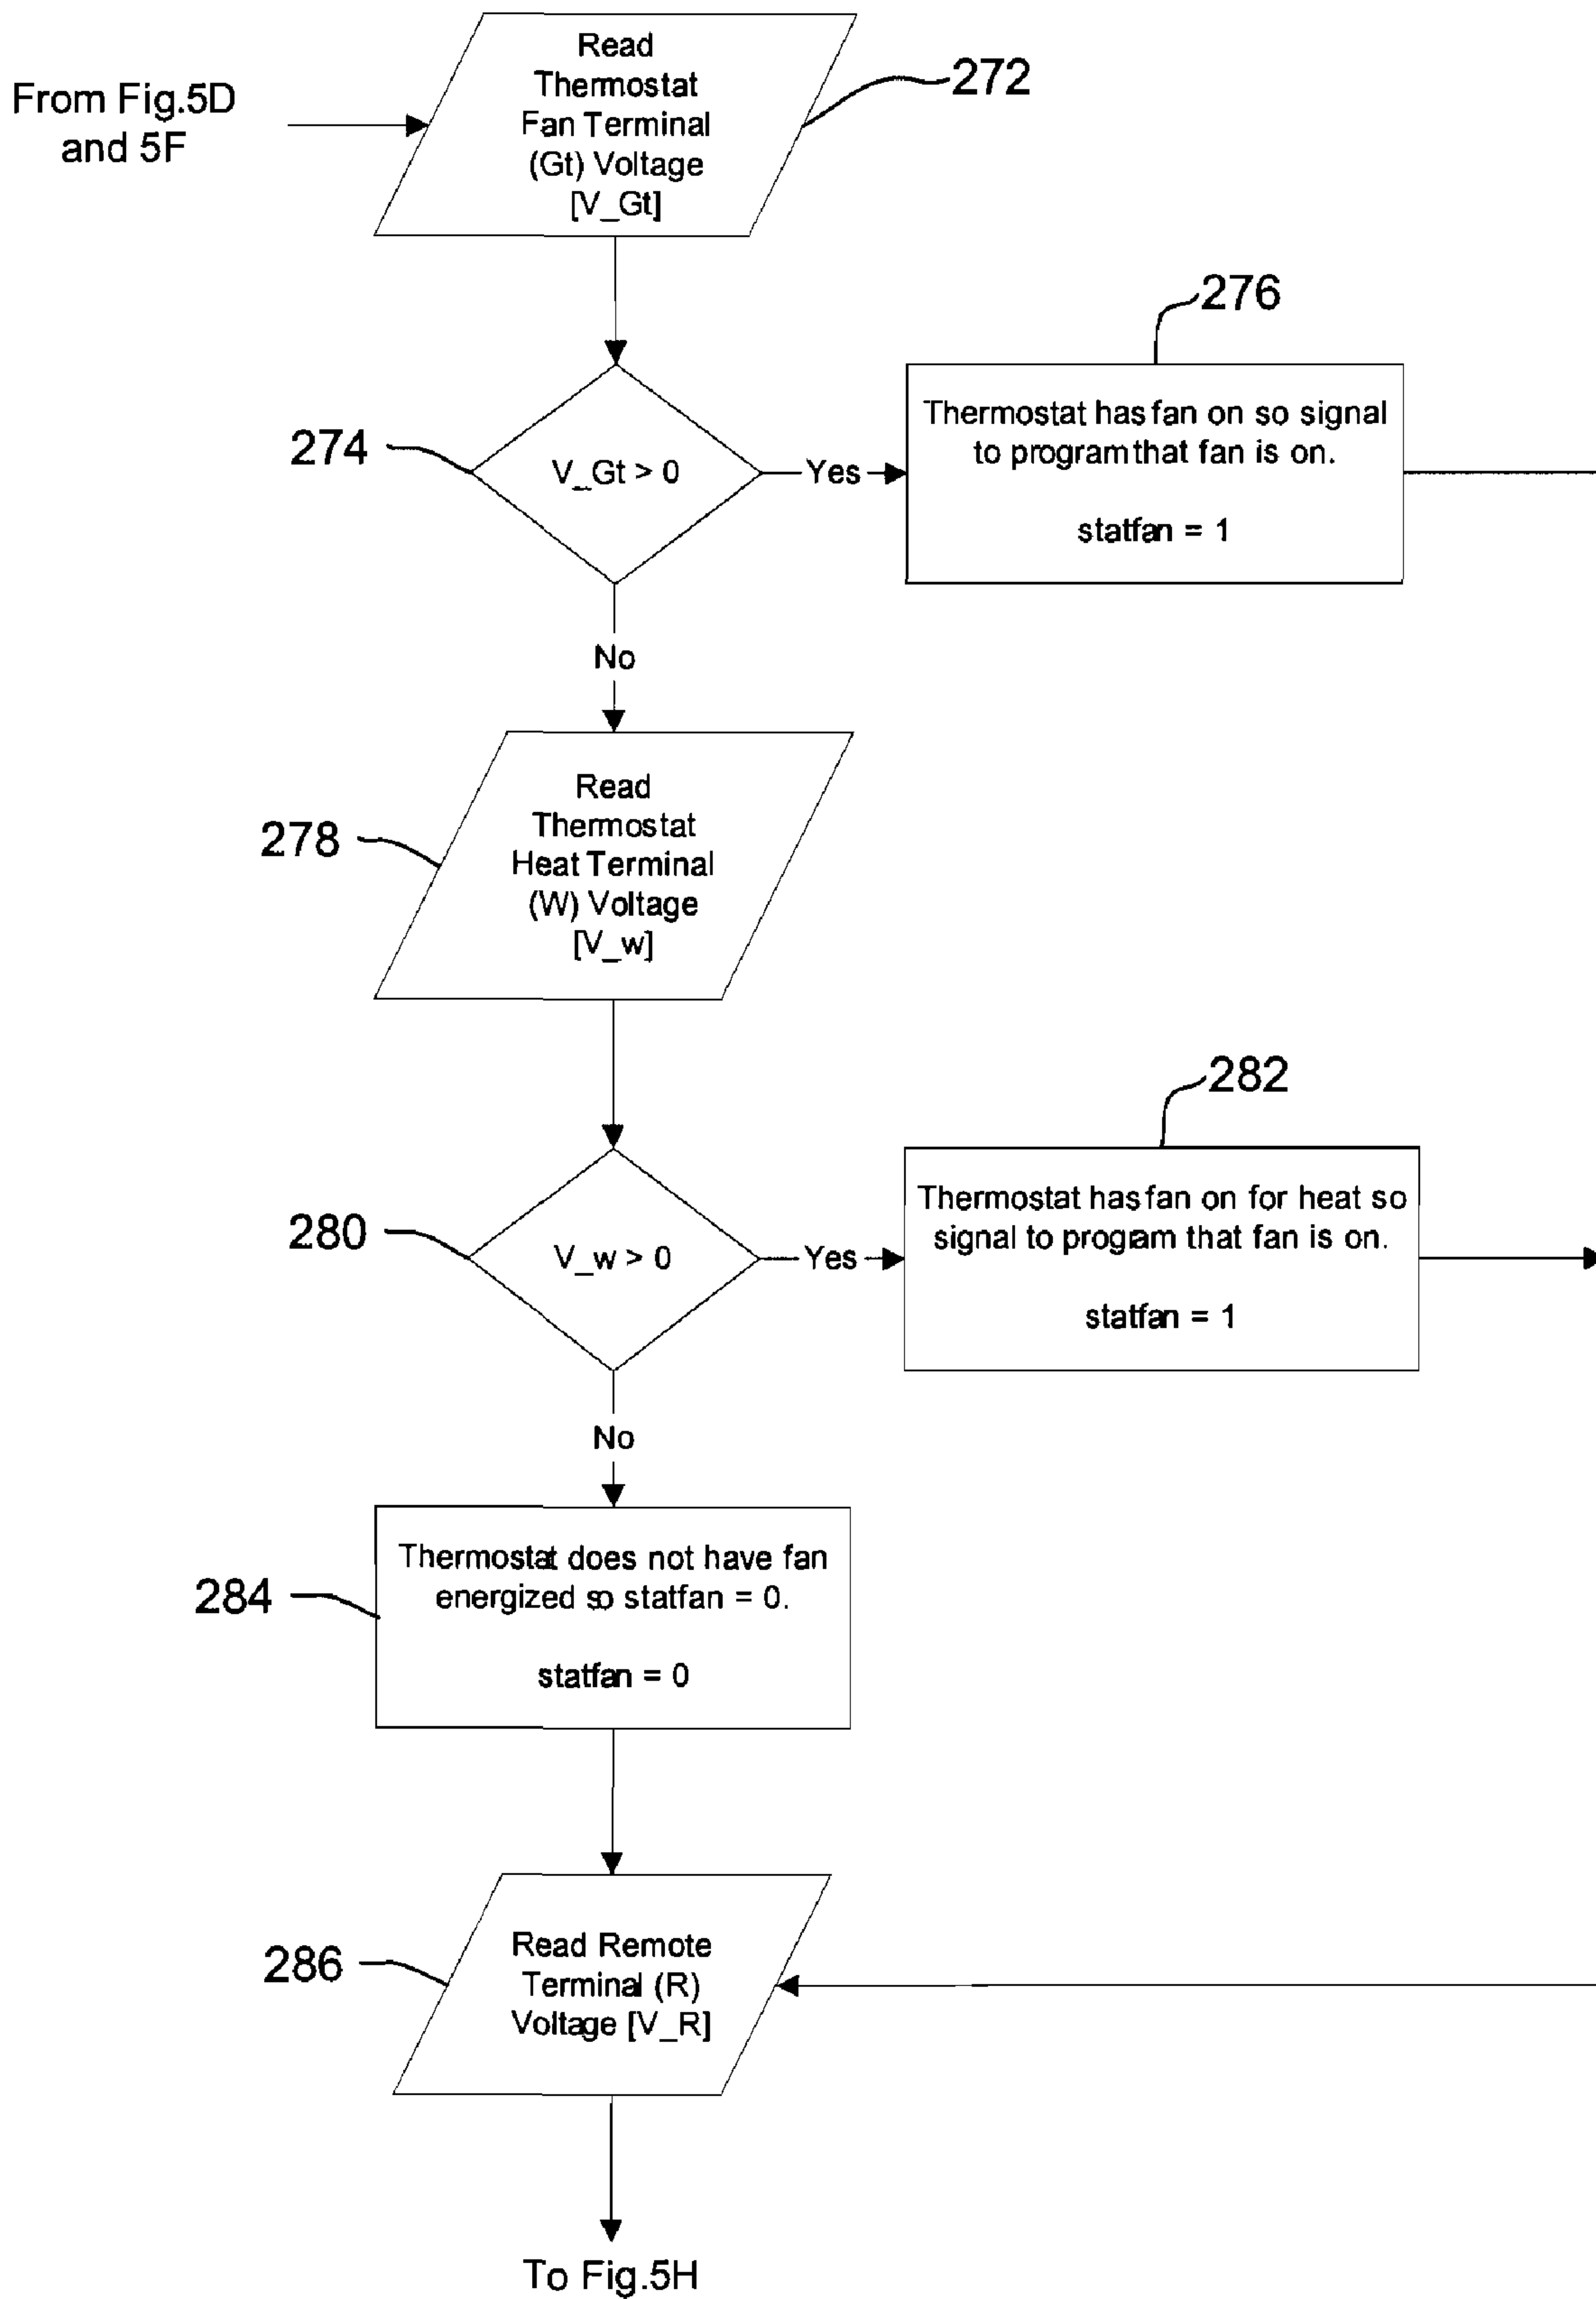 From Fig.5D
and 5F
Read
Thermostat
Fan Terminal
(Gt) Voltage
[V_Gt]
272
274
V_Gt > 0
Yes
276
Thermostat has fan on so signal
to program that fan is on.
statfan = 1
No
278
Read
Thermostat
Heat Terminal
(W) Voltage
[V_w]
280
V_w > 0
Yes
282
Thermostat has fan on for heat so
signal to program that fan is on.
statfan = 1
No
284
Thermostat does not have fan
energized so statfan = 0.
statfan = 0
286
Read Remote
Terminal (R)
Voltage [V_R]
To Fig.5H